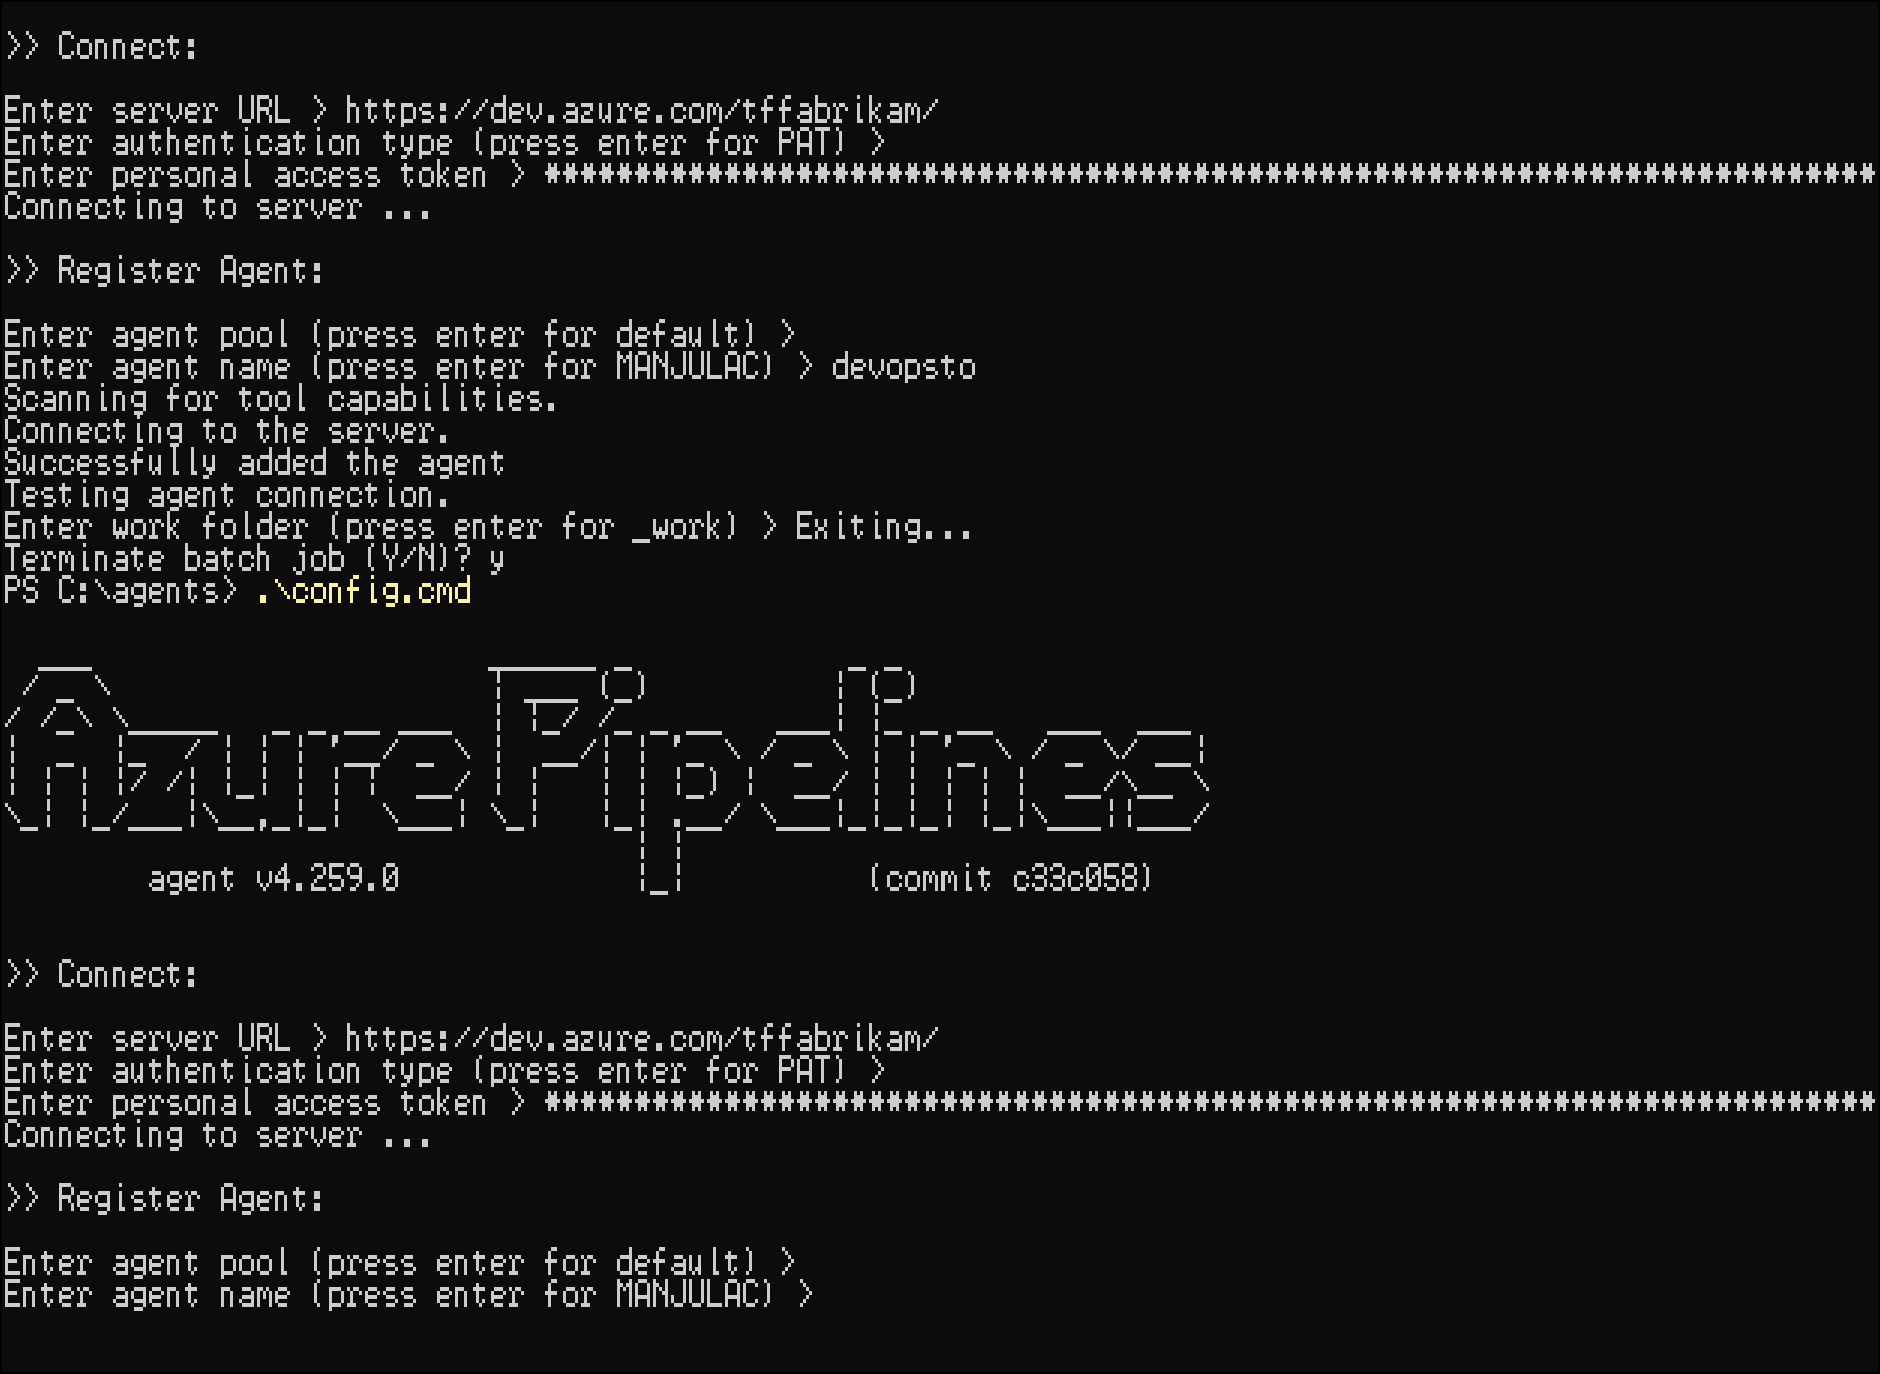 >> Connect:
Enter server URL > https://dev.azure.com/tffabrikam/
Enter authentication type (press enter for PAT) >
Enter personal access token > **************************************************************************
Connecting to server ...
>> Register Agent:
Enter agent pool (press enter for default) >
Enter agent name (press enter for MANJULAC) > devopsto
Scanning for tool capabilities.
Connecting to the server.
Successfully added the agent
Testing agent connection.
Enter work folder (press enter for _work) > Exiting...
Terminate batch job (Y/N)? y
PS C:\agents> .\config.cmd
Azure Pipelines
agent v4.259.0 (commit c33c058)
>> Connect:
Enter server URL > https://dev.azure.com/tffabrikam/
Enter authentication type (press enter for PAT) >
Enter personal access token > **************************************************************************
Connecting to server ...
>> Register Agent:
Enter agent pool (press enter for default) >
Enter agent name (press enter for MANJULAC) >